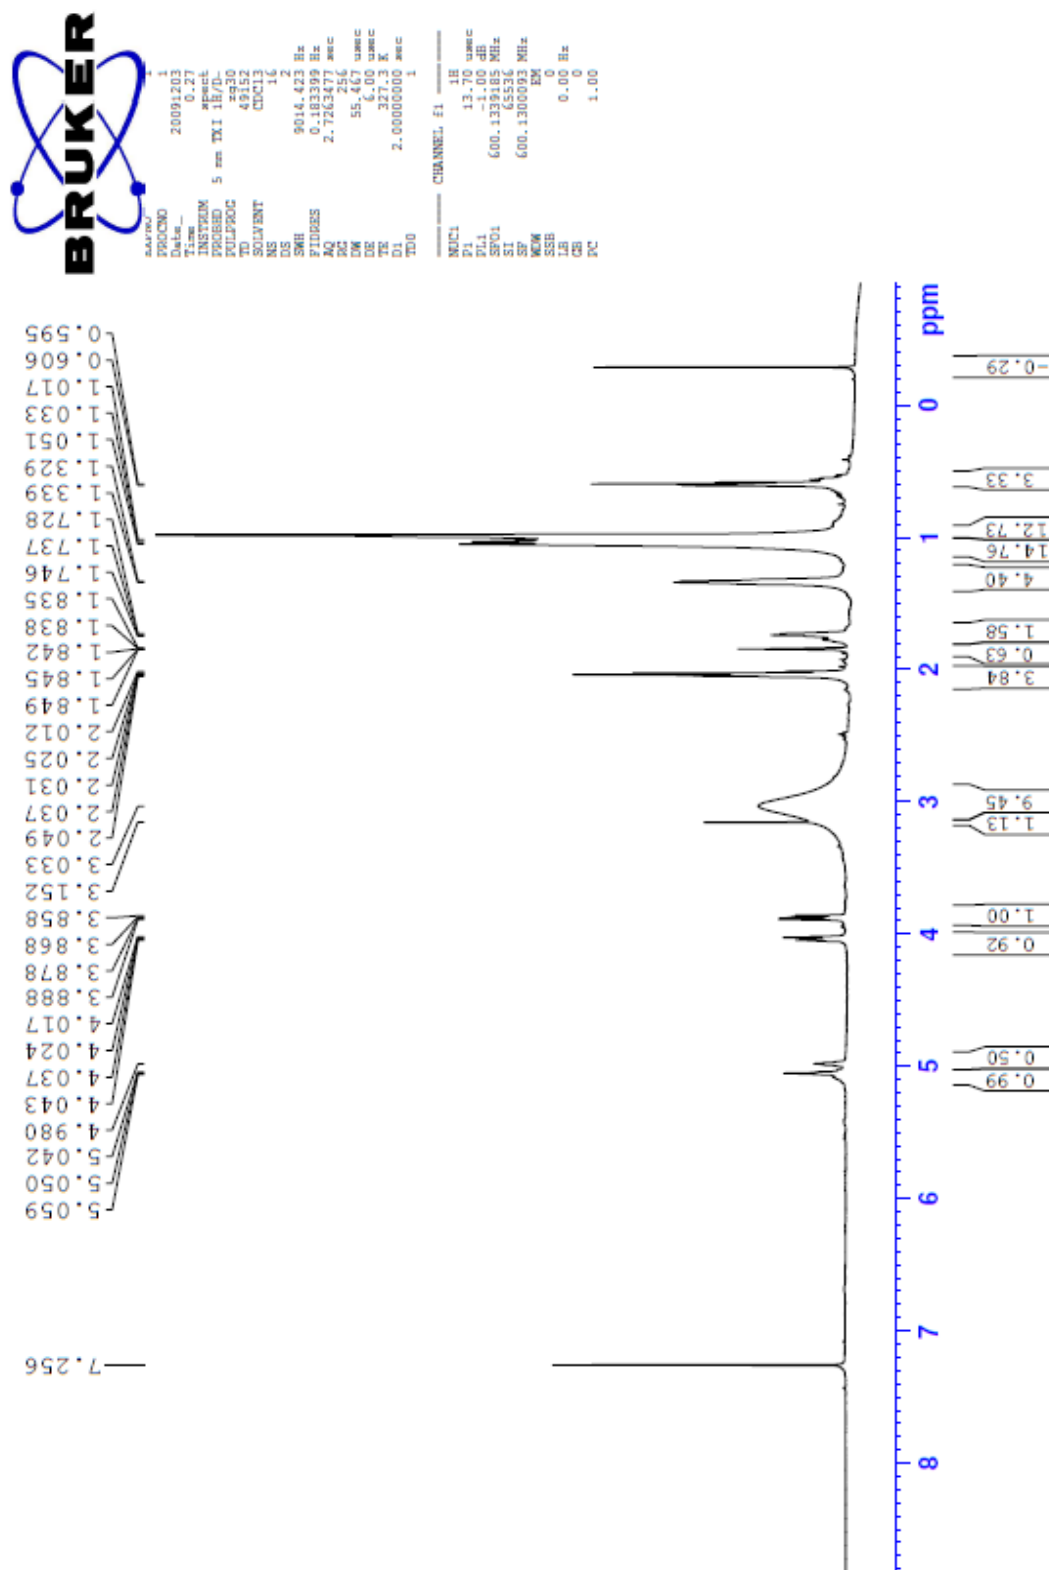 BRUKER
1
PROCNO 1
Date_ 20091203
Time 0.27
INSTRUM spect
PROBHD 5 mm TXI 1H/D-
PULPROG zg30
TD 49152
SOLVENT CDCl3
NS 16
DS 2
SWH 9014.423 Hz
FIDRES 0.183399 Hz
AQ 2.7263477 sec
RG 256
DW 55.467 usec
DE 6.00 usec
TE 327.3 K
D1 2.00000000 sec
TD0 1
CHANNEL f1
NUC1 1H
P1 13.70 usec
PL1 -1.00 dB
SFO1 600.1339185 MHz
SI 65536
SF 600.1300093 MHz
WDW EM
SSB 0
LB 0.00 Hz
GB 0
PC 1.00
0.595
0.606
1.017
1.033
1.051
1.329
1.339
1.728
1.737
1.746
1.835
1.838
1.842
1.845
1.849
2.012
2.025
2.031
2.037
2.049
3.033
3.152
3.858
3.868
3.878
3.888
4.017
4.024
4.037
4.043
4.980
5.042
5.050
5.059
7.256
ppm
0
1
2
3
4
5
6
7
8
-0.29
3.33
12.73
14.76
4.40
1.58
0.63
3.84
9.45
1.13
1.00
0.92
0.50
0.99